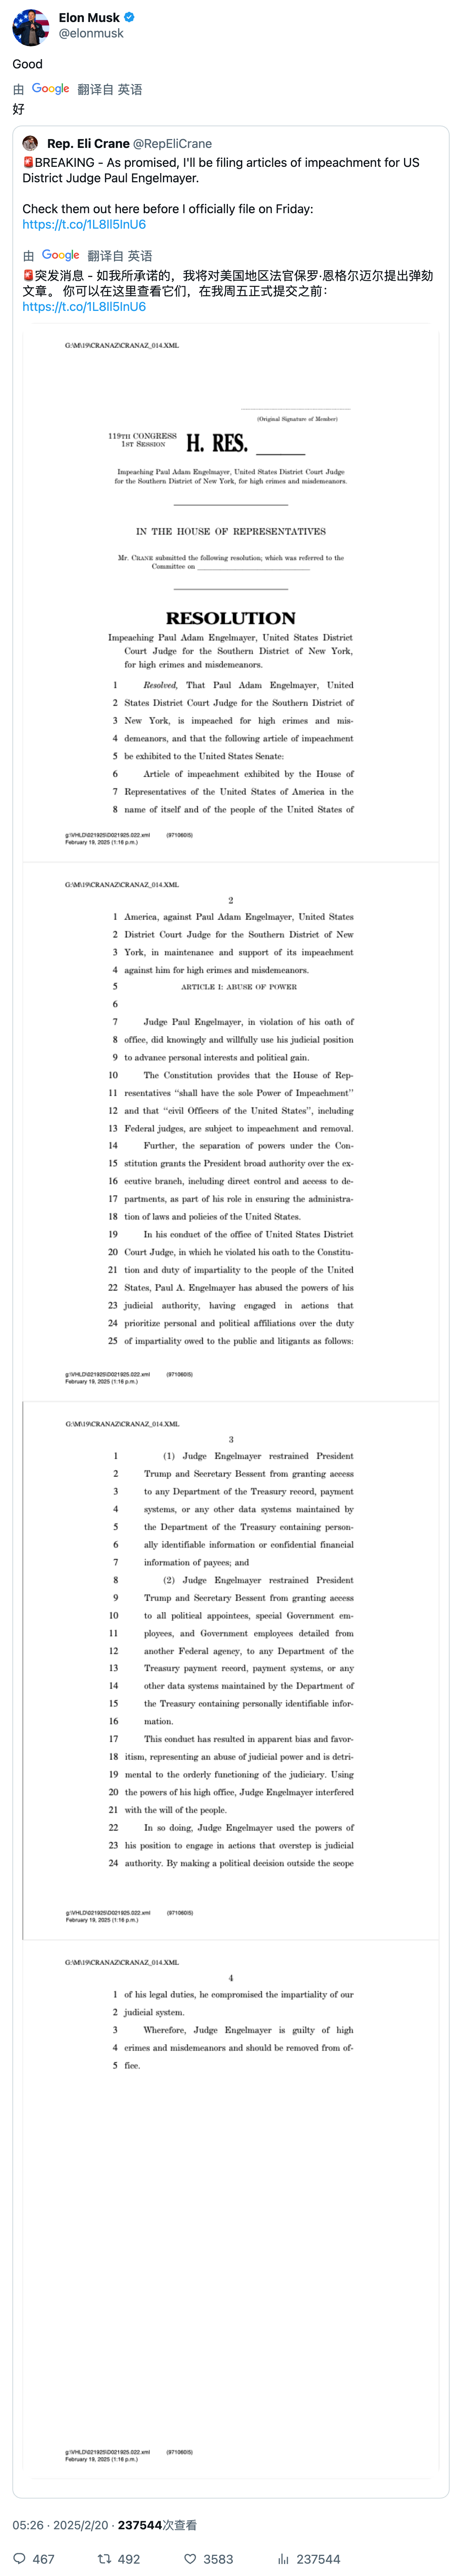 Elon Musk
@elonmusk
Good
由 Google 翻译自 英语
好
Rep. Eli Crane @RepEliCrane
🚨BREAKING - As promised, I'll be filing articles of impeachment for US
District Judge Paul Engelmayer.
Check them out here before I officially file on Friday:
https://t.co/1L8Il5lnU6
由 Google 翻译自 英语
🚨突发消息 - 如我所承诺的，我将对美国地区法官保罗·恩格尔迈尔提出弹劾
文章。 你可以在这里查看它们，在我周五正式提交之前：
https://t.co/1L8Il5lnU6
G:\M\19\CRANAZ\CRANAZ_014.XML
(Original Signature of Member)
119TH CONGRESS
1ST SESSION
H. RES.
Impeaching Paul Adam Engelmayer, United States District Court Judge
for the Southern District of New York, for high crimes and misdemeanors.
IN THE HOUSE OF REPRESENTATIVES
Mr. CRANE submitted the following resolution; which was referred to the
Committee on
RESOLUTION
Impeaching Paul Adam Engelmayer, United States District
Court Judge for the Southern District of New York,
for high crimes and misdemeanors.
1 Resolved, That Paul Adam Engelmayer, United
2 States District Court Judge for the Southern District of
3 New York, is impeached for high crimes and mis-
4 demeanors, and that the following article of impeachment
5 be exhibited to the United States Senate:
6 Article of impeachment exhibited by the House of
7 Representatives of the United States of America in the
8 name of itself and of the people of the United States of
g:\VHLD\021925\D021925.022.xml (971060|5)
February 19, 2025 (1:16 p.m.)
G:\M\19\CRANAZ\CRANAZ_014.XML
2
1 America, against Paul Adam Engelmayer, United States
2 District Court Judge for the Southern District of New
3 York, in maintenance and support of its impeachment
4 against him for high crimes and misdemeanors.
5 ARTICLE I: ABUSE OF POWER
6
7 Judge Paul Engelmayer, in violation of his oath of
8 office, did knowingly and willfully use his judicial position
9 to advance personal interests and political gain.
10 The Constitution provides that the House of Rep-
11 resentatives “shall have the sole Power of Impeachment”
12 and that “civil Officers of the United States”, including
13 Federal judges, are subject to impeachment and removal.
14 Further, the separation of powers under the Con-
15 stitution grants the President broad authority over the ex-
16 ecutive branch, including direct control and access to de-
17 partments, as part of his role in ensuring the administra-
18 tion of laws and policies of the United States.
19 In his conduct of the office of United States District
20 Court Judge, in which he violated his oath to the Constitu-
21 tion and duty of impartiality to the people of the United
22 States, Paul A. Engelmayer has abused the powers of his
23 judicial authority, having engaged in actions that
24 prioritize personal and political affiliations over the duty
25 of impartiality owed to the public and litigants as follows:
g:\VHLD\021925\D021925.022.xml (971060|5)
February 19, 2025 (1:16 p.m.)
G:\M\19\CRANAZ\CRANAZ_014.XML
3
1 (1) Judge Engelmayer restrained President
2 Trump and Secretary Bessent from granting access
3 to any Department of the Treasury record, payment
4 systems, or any other data systems maintained by
5 the Department of the Treasury containing person-
6 ally identifiable information or confidential financial
7 information of payees; and
8 (2) Judge Engelmayer restrained President
9 Trump and Secretary Bessent from granting access
10 to all political appointees, special Government em-
11 ployees, and Government employees detailed from
12 another Federal agency, to any Department of the
13 Treasury payment record, payment systems, or any
14 other data systems maintained by the Department of
15 the Treasury containing personally identifiable infor-
16 mation.
17 This conduct has resulted in apparent bias and favor-
18 itism, representing an abuse of judicial power and is detri-
19 mental to the orderly functioning of the judiciary. Using
20 the powers of his high office, Judge Engelmayer interfered
21 with the will of the people.
22 In so doing, Judge Engelmayer used the powers of
23 his position to engage in actions that overstep is judicial
24 authority. By making a political decision outside the scope
g:\VHLD\021925\D021925.022.xml (971060|5)
February 19, 2025 (1:16 p.m.)
G:\M\19\CRANAZ\CRANAZ_014.XML
4
1 of his legal duties, he compromised the impartiality of our
2 judicial system.
3 Wherefore, Judge Engelmayer is guilty of high
4 crimes and misdemeanors and should be removed from of-
5 fice.
g:\VHLD\021925\D021925.022.xml (971060|5)
February 19, 2025 (1:16 p.m.)
05:26 · 2025/2/20 · 237544次查看
467 492 3583 237544